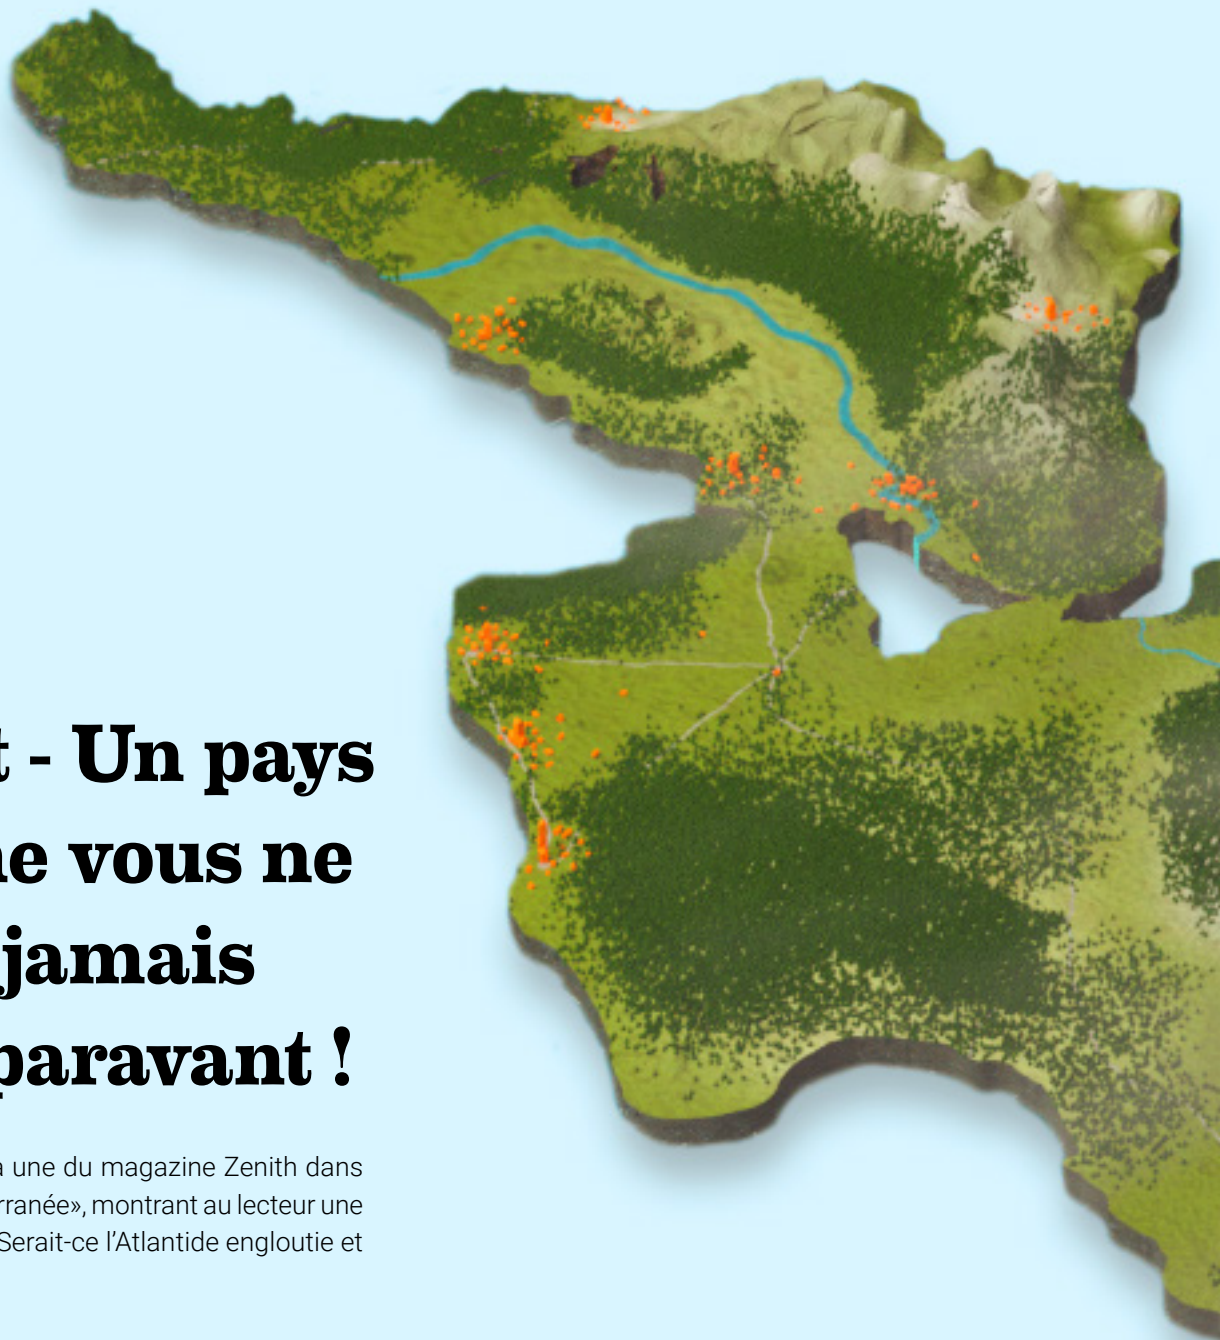 t - Un pays
ne vous ne
jamais
paravant !
a une du magazine Zenith dans
rranée», montrant au lecteur une
Serait-ce l’Atlantide engloutie et